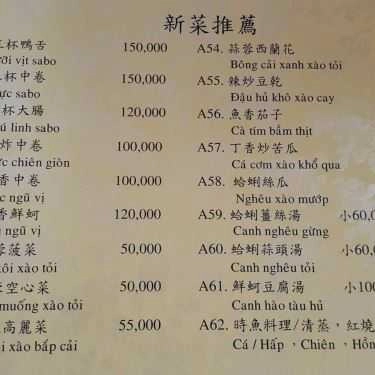 新菜推薦
杯鴨舌 150,000
ưỡi vịt sabo
杯中卷 150,000
ực sabo
杯大腸 120,000
ú linh sabo
炸中卷 100,000
ực chiên giòn
香中卷 100,000
ực ngũ vị
香鮮蚵 120,000
u ngũ vị
蓉菠菜 50,000
ôi xào tỏi
空心菜 50,000
muống xào tỏi
高麗菜 55,000
i xào bắp cải
A54. 蒜蓉西蘭花
Bông cải xanh xào tỏi
A55. 辣炒豆乾
Đậu hủ khô xào cay
A56. 魚香茄子
Cà tím bầm thịt
A57. 丁香炒苦瓜
Cá cơm xào khổ qua
A58. 蛤蜊絲瓜
Nghêu xào mướp
A59. 蛤蜊薑絲湯 小60,0
Canh nghêu gừng
A60. 蛤蜊蒜頭湯 小60,0
Canh nghêu tỏi
A61. 鮮蚵豆腐湯 小100
Canh hào tàu hủ
A62. 時魚料理/清蒸,紅燒
Cá / Hấp , Chiên , Hồn